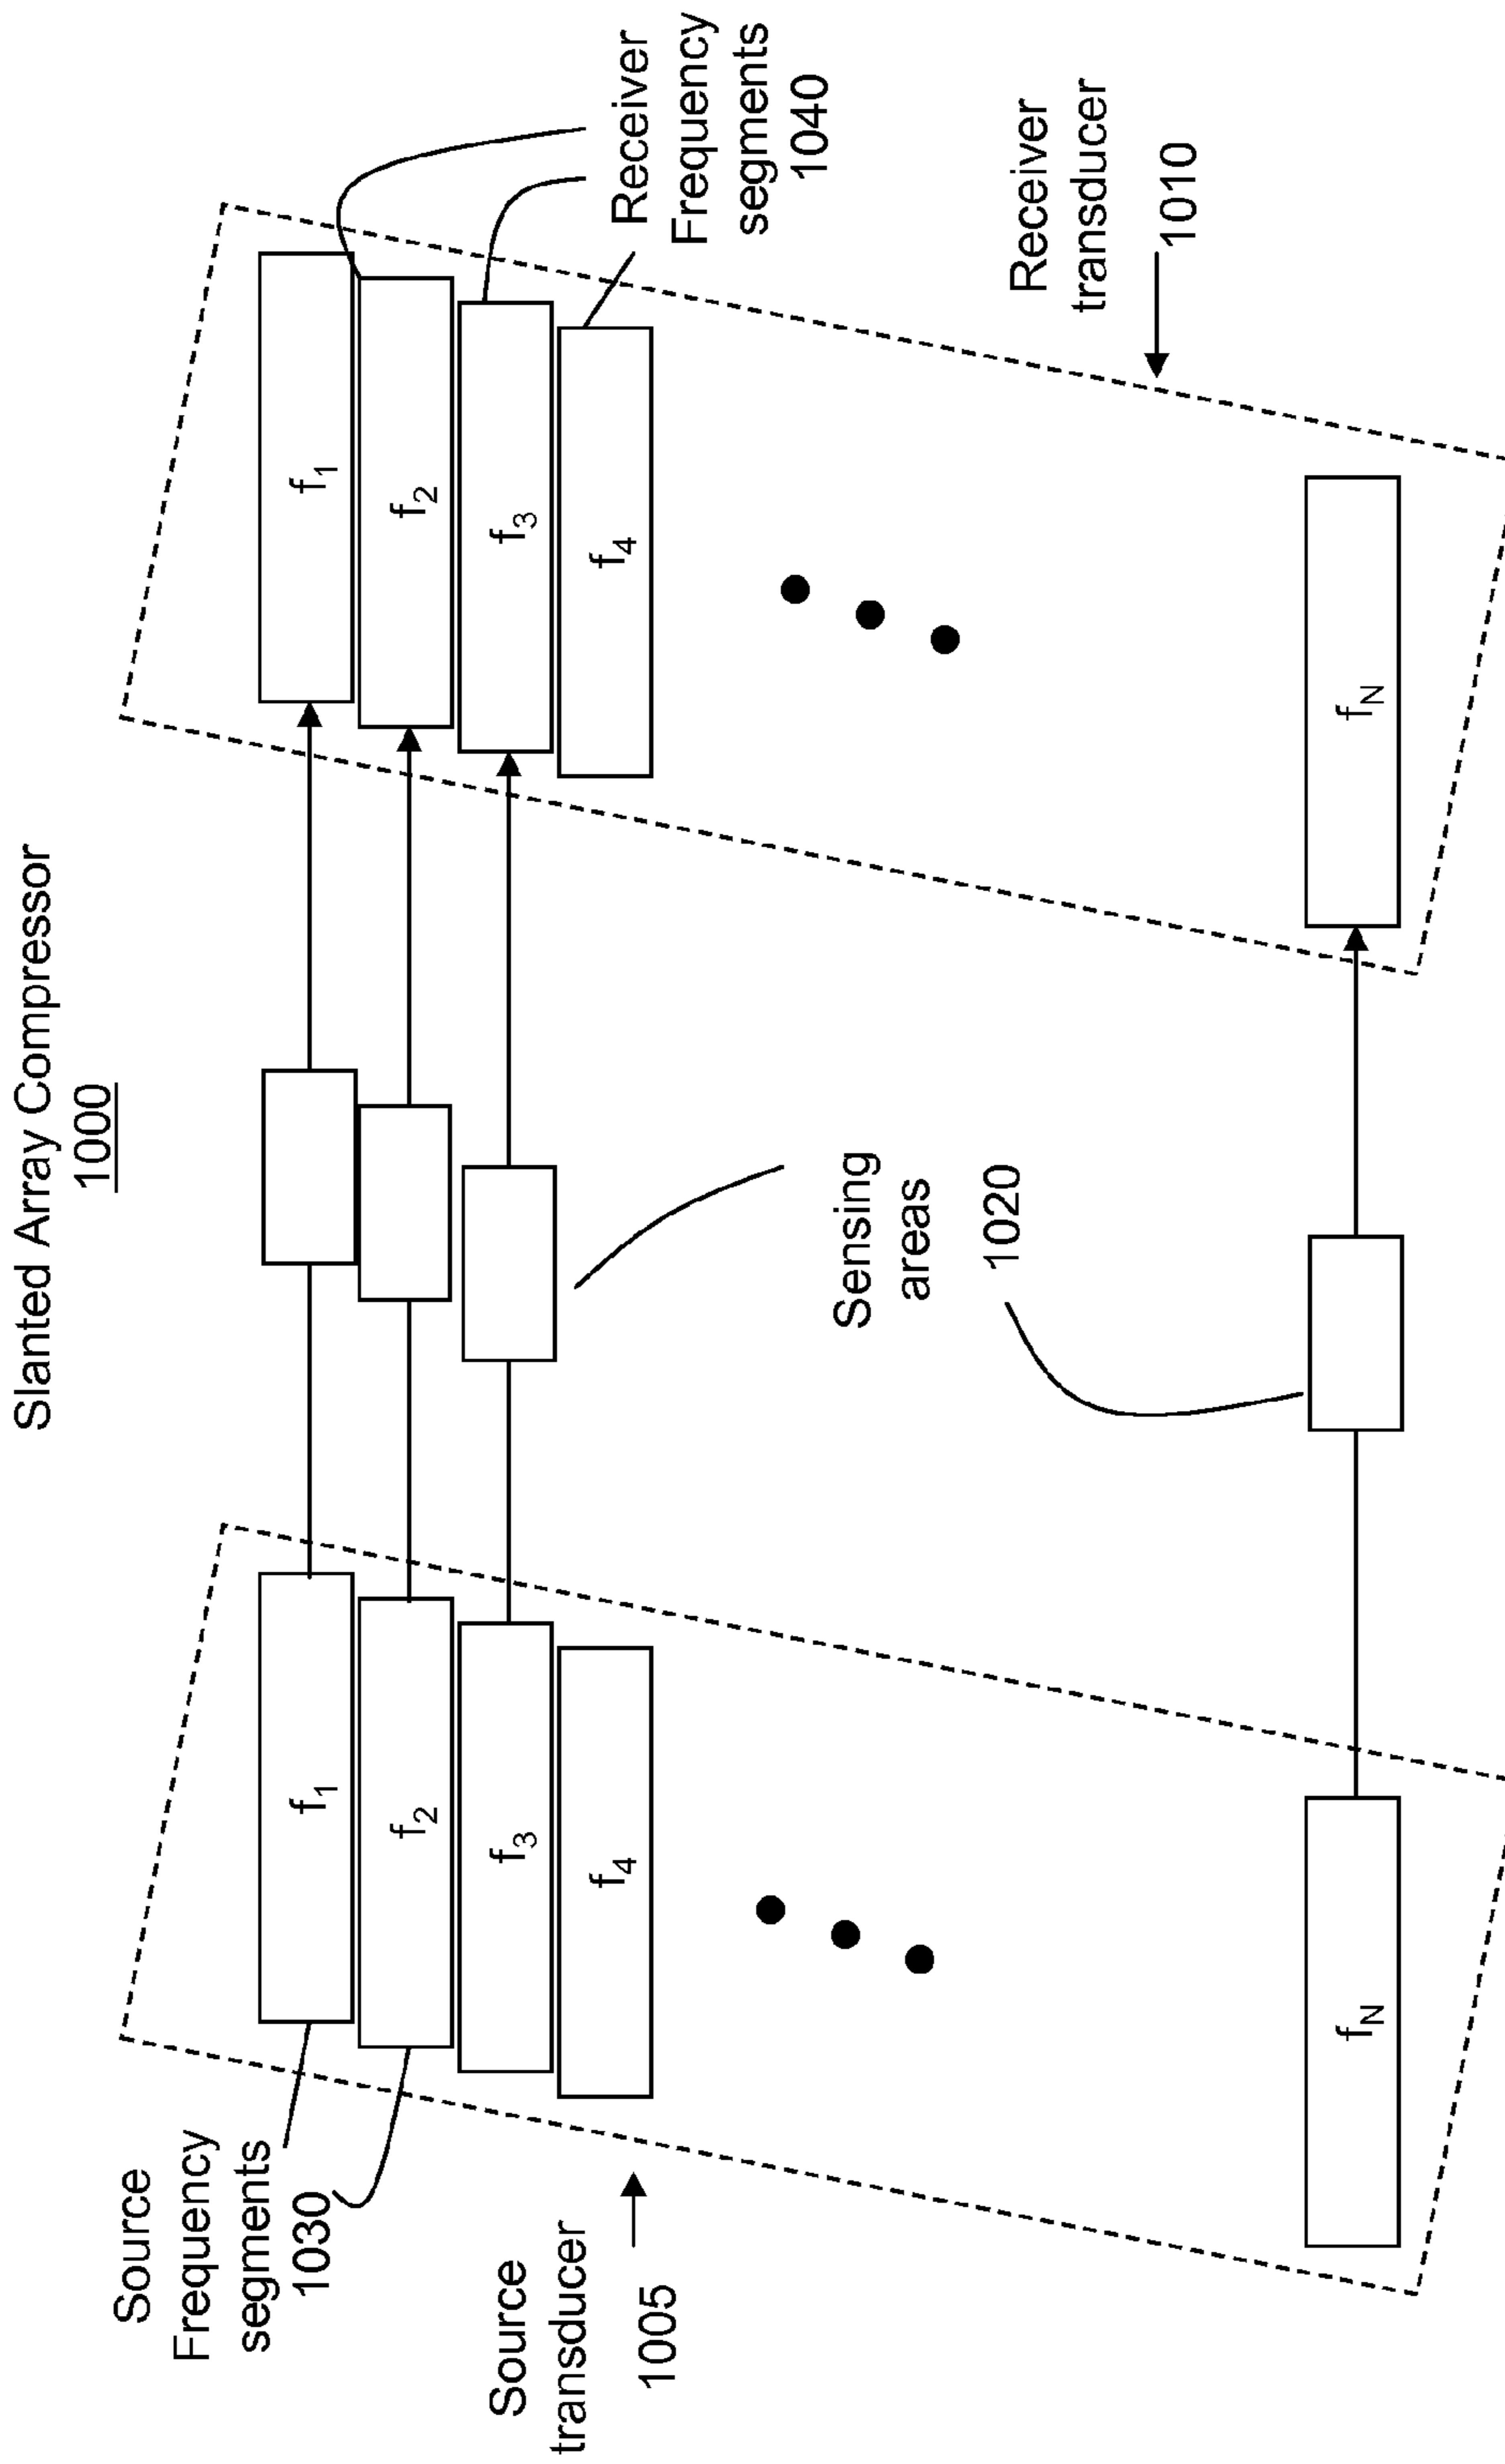 Slanted Array Compressor
1000
Source
Frequency
segments
1030
Source
transducer
1005
f1
f2
f3
f4
fN
Sensing
areas
1020
f1
f2
f3
f4
fN
Receiver
Frequency
segments
1040
Receiver
transducer
1010